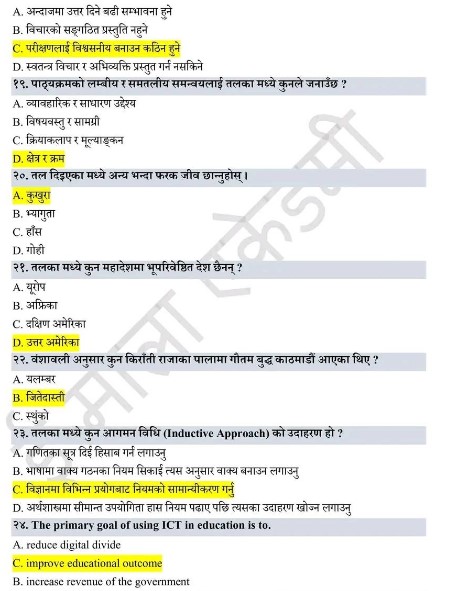 A. अन्दाजमा उत्तर दिने बढी सम्भावना हुने
B. विचारको सङ्गठित प्रस्तुति नहुने
C. परीक्षणलाई विश्वसनीय बनाउन कठिन हुने
D. स्वतन्त्र विचार र अभिव्यक्ति प्रस्तुत गर्न नसकिने
१९. पाठ्यक्रमको लम्बीय र समतलीय समन्वयलाई तलका मध्ये कुनले जनाउँछ ?
A. व्यावहारिक र साधारण उद्देश्य
B. विषयवस्तु र सामग्री
C. क्रियाकलाप र मूल्याङ्कन
D. क्षेत्र र क्रम
२०. तल दिइएका मध्ये अन्य भन्दा फरक जीव छान्नुहोस् ।
A. कुखुरा
B. भ्यागुता
C. हाँस
D. गोही
२१. तलका मध्ये कुन महादेशमा भूपरिवेष्ठित देश छैनन् ?
A. यूरोप
B. अफ्रिका
C. दक्षिण अमेरिका
D. उत्तर अमेरिका
२२. वंशावली अनुसार कुन किराँती राजाका पालामा गौतम बुद्ध काठमाडौं आएका थिए ?
A. यलम्बर
B. जितेदास्ती
C. स्थुंको
२३. तलका मध्ये कुन आगमन विधि (Inductive Approach) को उदाहरण हो ?
A. गणितका सूत्र दिई हिसाब गर्न लगाउनु
B. भाषामा वाक्य गठनका नियम सिकाई त्यस अनुसार वाक्य बनाउन लगाउनु
C. विज्ञानमा विभिन्न प्रयोगबाट नियमको सामान्यीकरण गर्नु
D. अर्थशास्त्रमा सीमान्त उपयोगिता हास नियम पढाए पछि त्यसका उदाहरण खोज्न लगाउनु
२४. The primary goal of using ICT in education is to.
A. reduce digital divide
C. improve educational outcome
B. increase revenue of the government